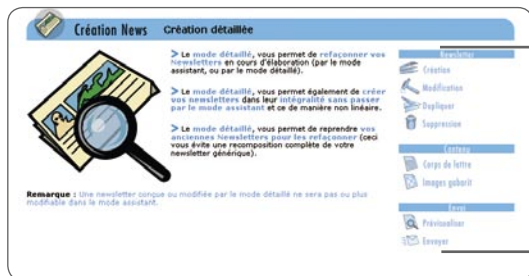 Création News Création détaillée
> Le mode détaillé, vous permet de refaçonner vos
Newsletters en cours d'élaboration (par le mode
assistant, ou par le mode détaillé).
> Le mode détaillé, vous permet également de créer
vos newsletters dans leur intégralité sans passer
par le mode assistant et ce de manière non linéaire.
> Le mode détaillé, vous permet de reprendre vos
anciennes Newsletters pour les refaçonner (ceci
vous évite une recomposition complète de votre
newsletter générique).
Remarque : Une newsletter conçue ou modifiée par le mode détaillé ne sera pas ou plus
modifiable dans le mode assistant.
Newsletter
Création
Modification
Dupliquer
Suppression
Contenu
Corps de lettre
Images gabarit
Envoi
Prévisualiser
Envoyer